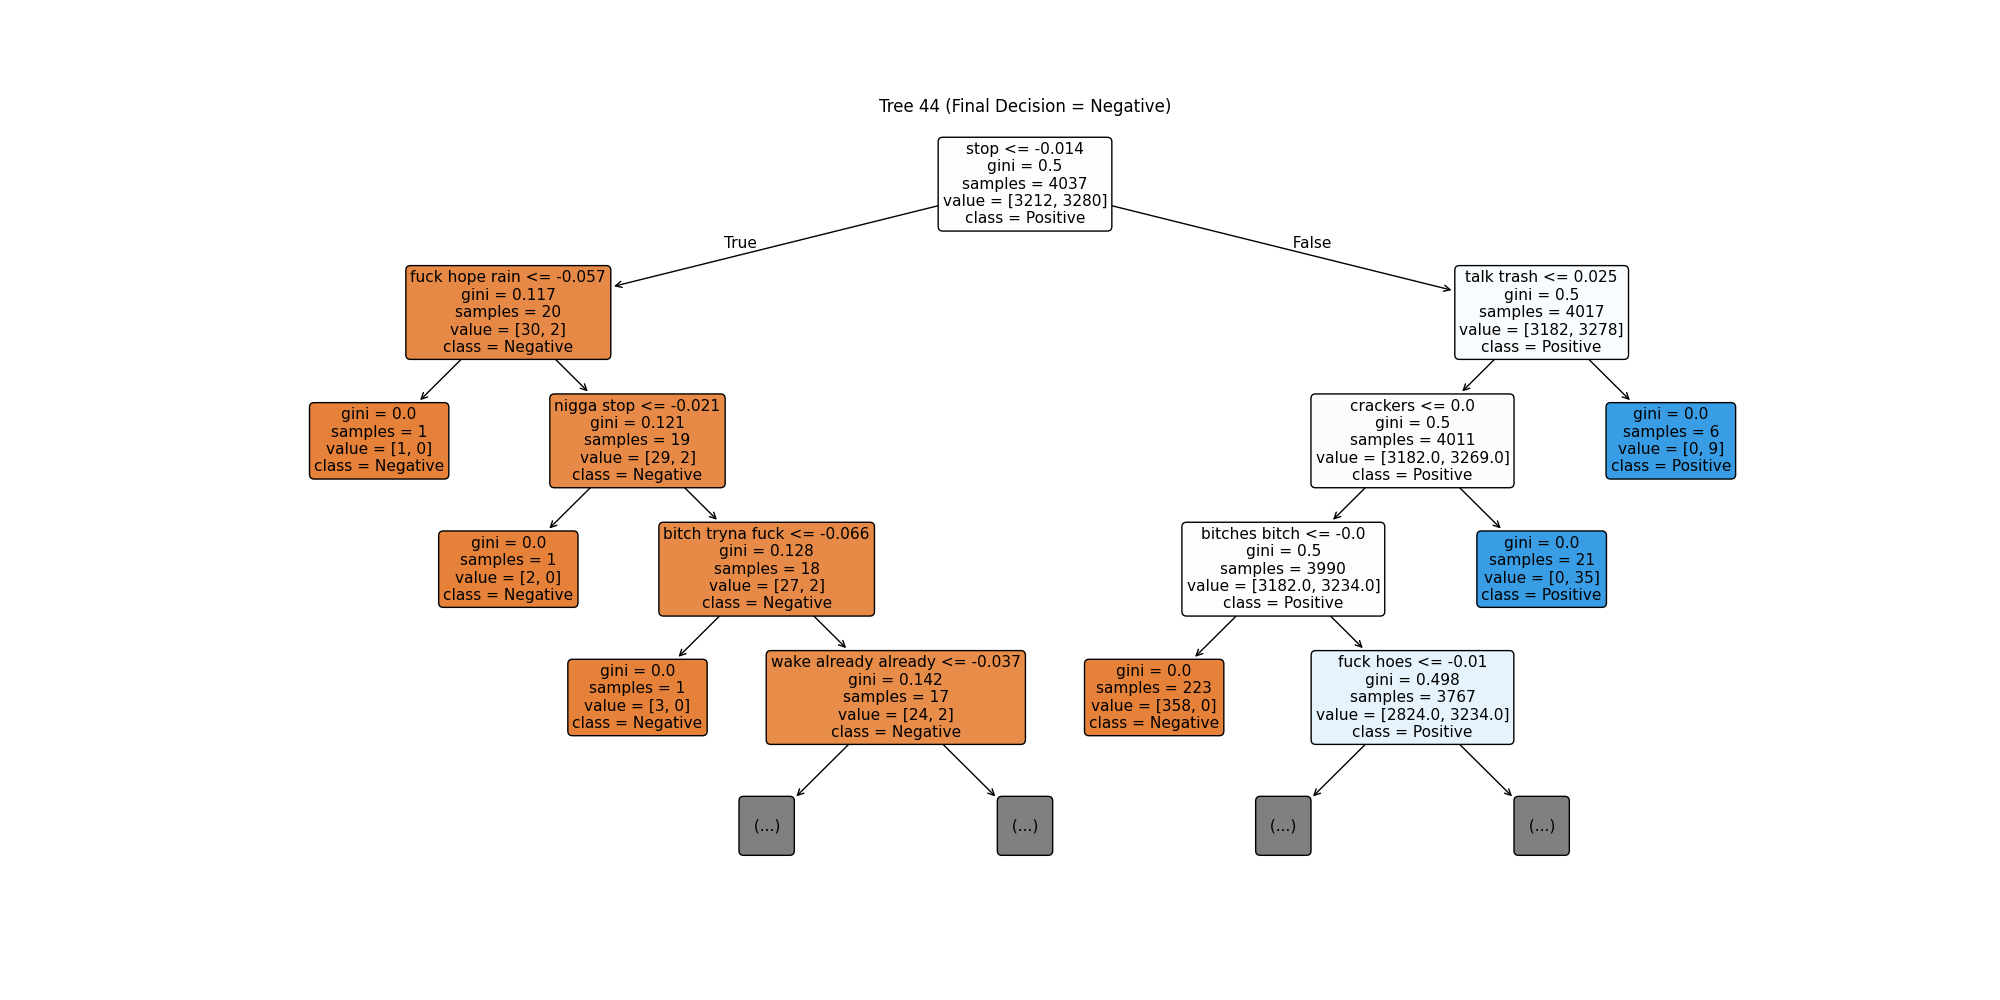 Tree 44 (Final Decision = Negative)
stop <= -0.014
gini = 0.5
samples = 4037
value = [3212, 3280]
class = Positive
True
False
fuck hope rain <= -0.057
gini = 0.117
samples = 20
value = [30, 2]
class = Negative
talk trash <= 0.025
gini = 0.5
samples = 4017
value = [3182, 3278]
class = Positive
gini = 0.0
samples = 1
value = [1, 0]
class = Negative
nigga stop <= -0.021
gini = 0.121
samples = 19
value = [29, 2]
class = Negative
crackers <= 0.0
gini = 0.5
samples = 4011
value = [3182.0, 3269.0]
class = Positive
gini = 0.0
samples = 6
value = [0, 9]
class = Positive
gini = 0.0
samples = 1
value = [2, 0]
class = Negative
bitch tryna fuck <= -0.066
gini = 0.128
samples = 18
value = [27, 2]
class = Negative
bitches bitch <= -0.0
gini = 0.5
samples = 3990
value = [3182.0, 3234.0]
class = Positive
gini = 0.0
samples = 21
value = [0, 35]
class = Positive
gini = 0.0
samples = 1
value = [3, 0]
class = Negative
wake already already <= -0.037
gini = 0.142
samples = 17
value = [24, 2]
class = Negative
gini = 0.0
samples = 223
value = [358, 0]
class = Negative
fuck hoes <= -0.01
gini = 0.498
samples = 3767
value = [2824.0, 3234.0]
class = Positive
(...)
(...)
(...)
(...)